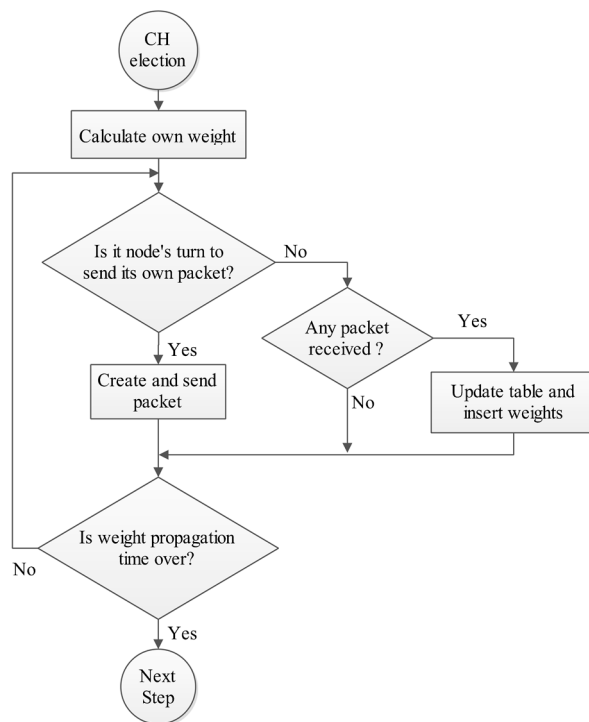 CH
election
Calculate own weight
Is it node's turn to
send its own packet?
No
Any packet
received ?
Yes
Yes
Create and send
packet
No
Update table and
insert weights
Is weight propagation
time over?
No
Yes
Next
Step